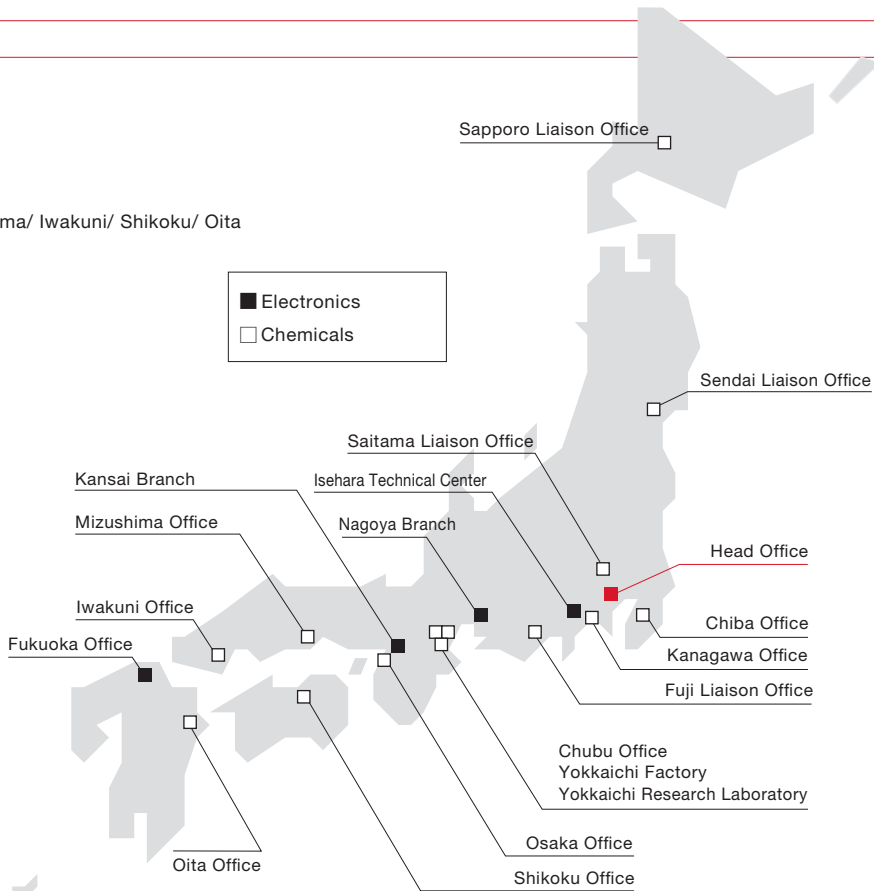 Sapporo Liaison Office
ma/ Iwakuni/ Shikoku/ Oita
Electronics
Chemicals
Sendai Liaison Office
Saitama Liaison Office
Kansai Branch
Isehara Technical Center
Mizushima Office
Nagoya Branch
Head Office
Iwakuni Office
Chiba Office
Fukuoka Office
Kanagawa Office
Fuji Liaison Office
Chubu Office
Yokkaichi Factory
Yokkaichi Research Laboratory
Osaka Office
Oita Office
Shikoku Office